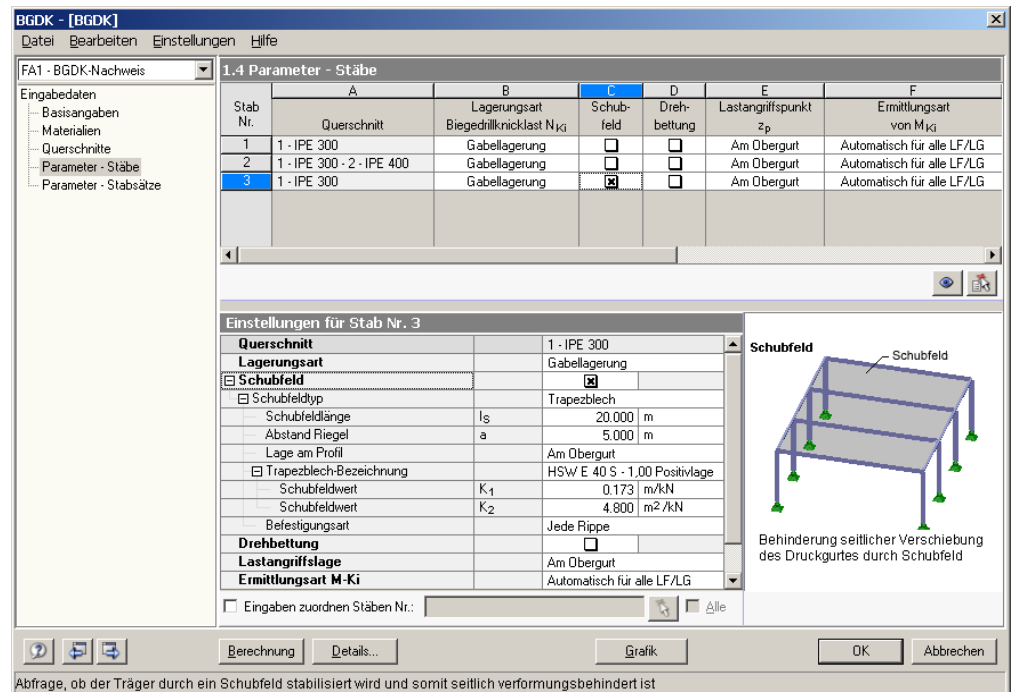 BGDK - [BGDK]
Datei Bearbeiten Einstellungen Hilfe
FA1 - BGDK-Nachweis
Eingabedaten
Basisangaben
Materialien
Querschnitte
Parameter - Stäbe
Parameter - Stabsätze
1.4 Parameter - Stäbe
A B C D E F
Stab Nr. Querschnitt Lagerungsart Biegedrillknicklast NKi Schub-feld Dreh-bettung Lastangriffspunkt zp Ermittlungsart von MKi
1 1 - IPE 300 Gabellagerung Am Obergurt Automatisch für alle LF/LG
2 1 - IPE 300 - 2 - IPE 400 Gabellagerung Am Obergurt Automatisch für alle LF/LG
3 1 - IPE 300 Gabellagerung Am Obergurt Automatisch für alle LF/LG
Einstellungen für Stab Nr. 3
Querschnitt 1 - IPE 300
Lagerungsart Gabellagerung
Schubfeld
Schubfeldtyp Trapezblech
Schubfeldlänge lS 20.000 m
Abstand Riegel a 5.000 m
Lage am Profil Am Obergurt
Trapezblech-Bezeichnung HSW E 40 S - 1,00 Positivlage
Schubfeldwert K1 0.173 m/kN
Schubfeldwert K2 4.800 m2/kN
Befestigungsart Jede Rippe
Drehbettung
Lastangriffslage Am Obergurt
Ermittlungsart M-Ki Automatisch für alle LF/LG
Eingaben zuordnen Stäben Nr.: Alle
Schubfeld
Schubfeld
Behinderung seitlicher Verschiebung
des Druckgurtes durch Schubfeld
Berechnung Details... Grafik OK Abbrechen
Abfrage, ob der Träger durch ein Schubfeld stabilisiert wird und somit seitlich verformungsbehindert ist